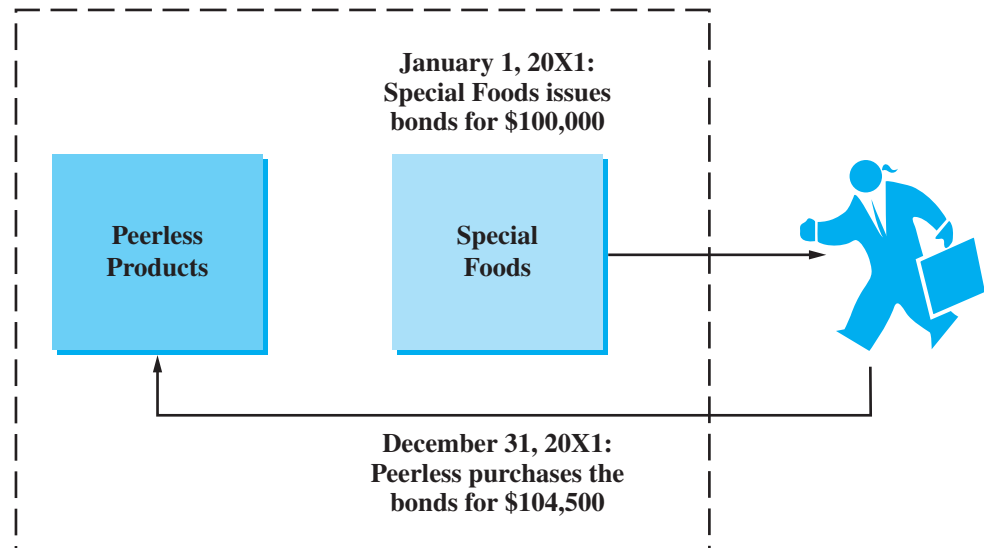 January 1, 20X1:
Special Foods issues
bonds for $100,000
Peerless
Products
Special
Foods
December 31, 20X1:
Peerless purchases the
bonds for $104,500